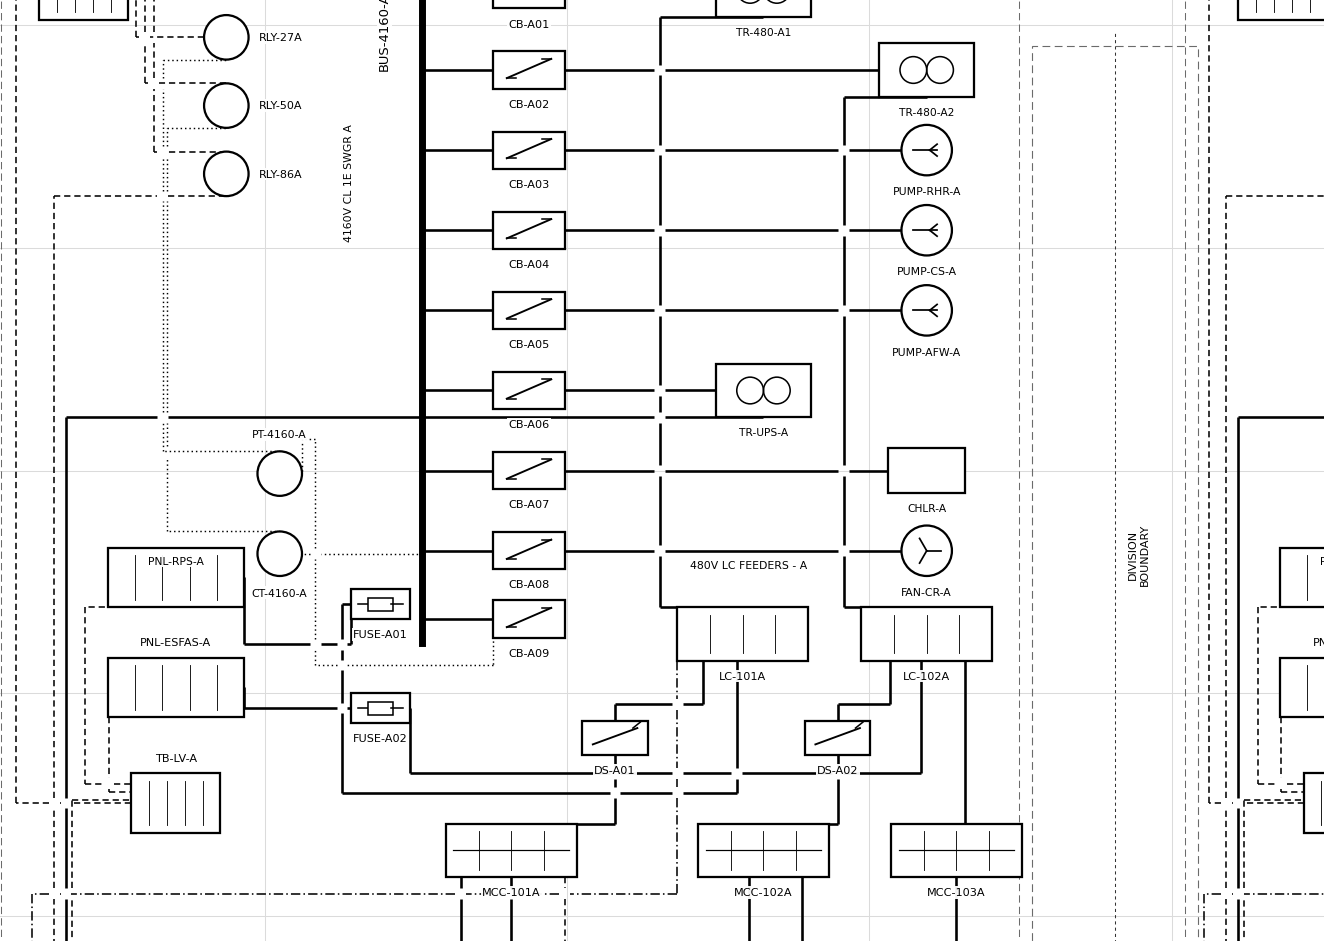 BUS-4160-A
CB-A01
TR-480-A1
RLY-27A
RLY-50A
CB-A02
TR-480-A2
4160V CL 1E SWGR A
RLY-86A
CB-A03
PUMP-RHR-A
CB-A04
PUMP-CS-A
CB-A05
PUMP-AFW-A
CB-A06
TR-UPS-A
PT-4160-A
CB-A07
CHLR-A
PNL-RPS-A
CT-4160-A
CB-A08
480V LC FEEDERS - A
FAN-CR-A
DIVISION
BOUNDARY
PNL-ESFAS-A
FUSE-A01
CB-A09
LC-101A
LC-102A
FUSE-A02
TB-LV-A
DS-A01
DS-A02
MCC-101A
MCC-102A
MCC-103A